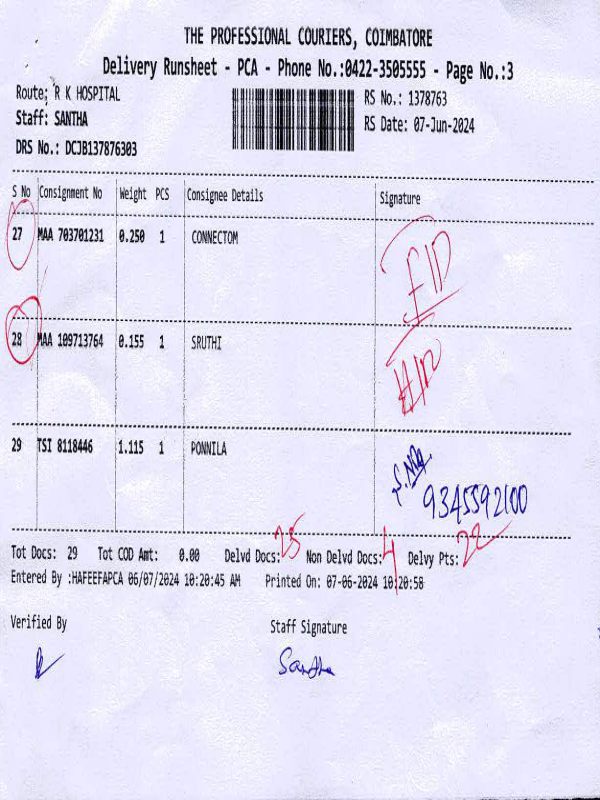 THE PROFESSIONAL COURIERS, COIMBATORE
Delivery Runsheet - PCA - Phone No.:0422-3505555 - Page No.:3
Route; R K HOSPITAL
RS No.: 1378763
Staff: SANTHA
RS Date: 07-Jun-2024
DRS No.: DCJB137876303
S No Consignment No Weight PCS Consignee Details Signature
27 MAA 703701231 0.250 1 CONNECTOM
28 MAA 109713764 0.155 1 SRUTHI
29 TSI 8118446 1.115 1 PONNILA
9345592100
Tot Docs: 29 Tot COD Amt: 0.00 Delvd Docs: 25 Non Delvd Docs: 4 Delvy Pts: 22
Entered By :HAFEEFAPCA 06/07/2024 10:20:45 AM Printed On: 07-06-2024 10:20:58
Verified By
Staff Signature
Santha